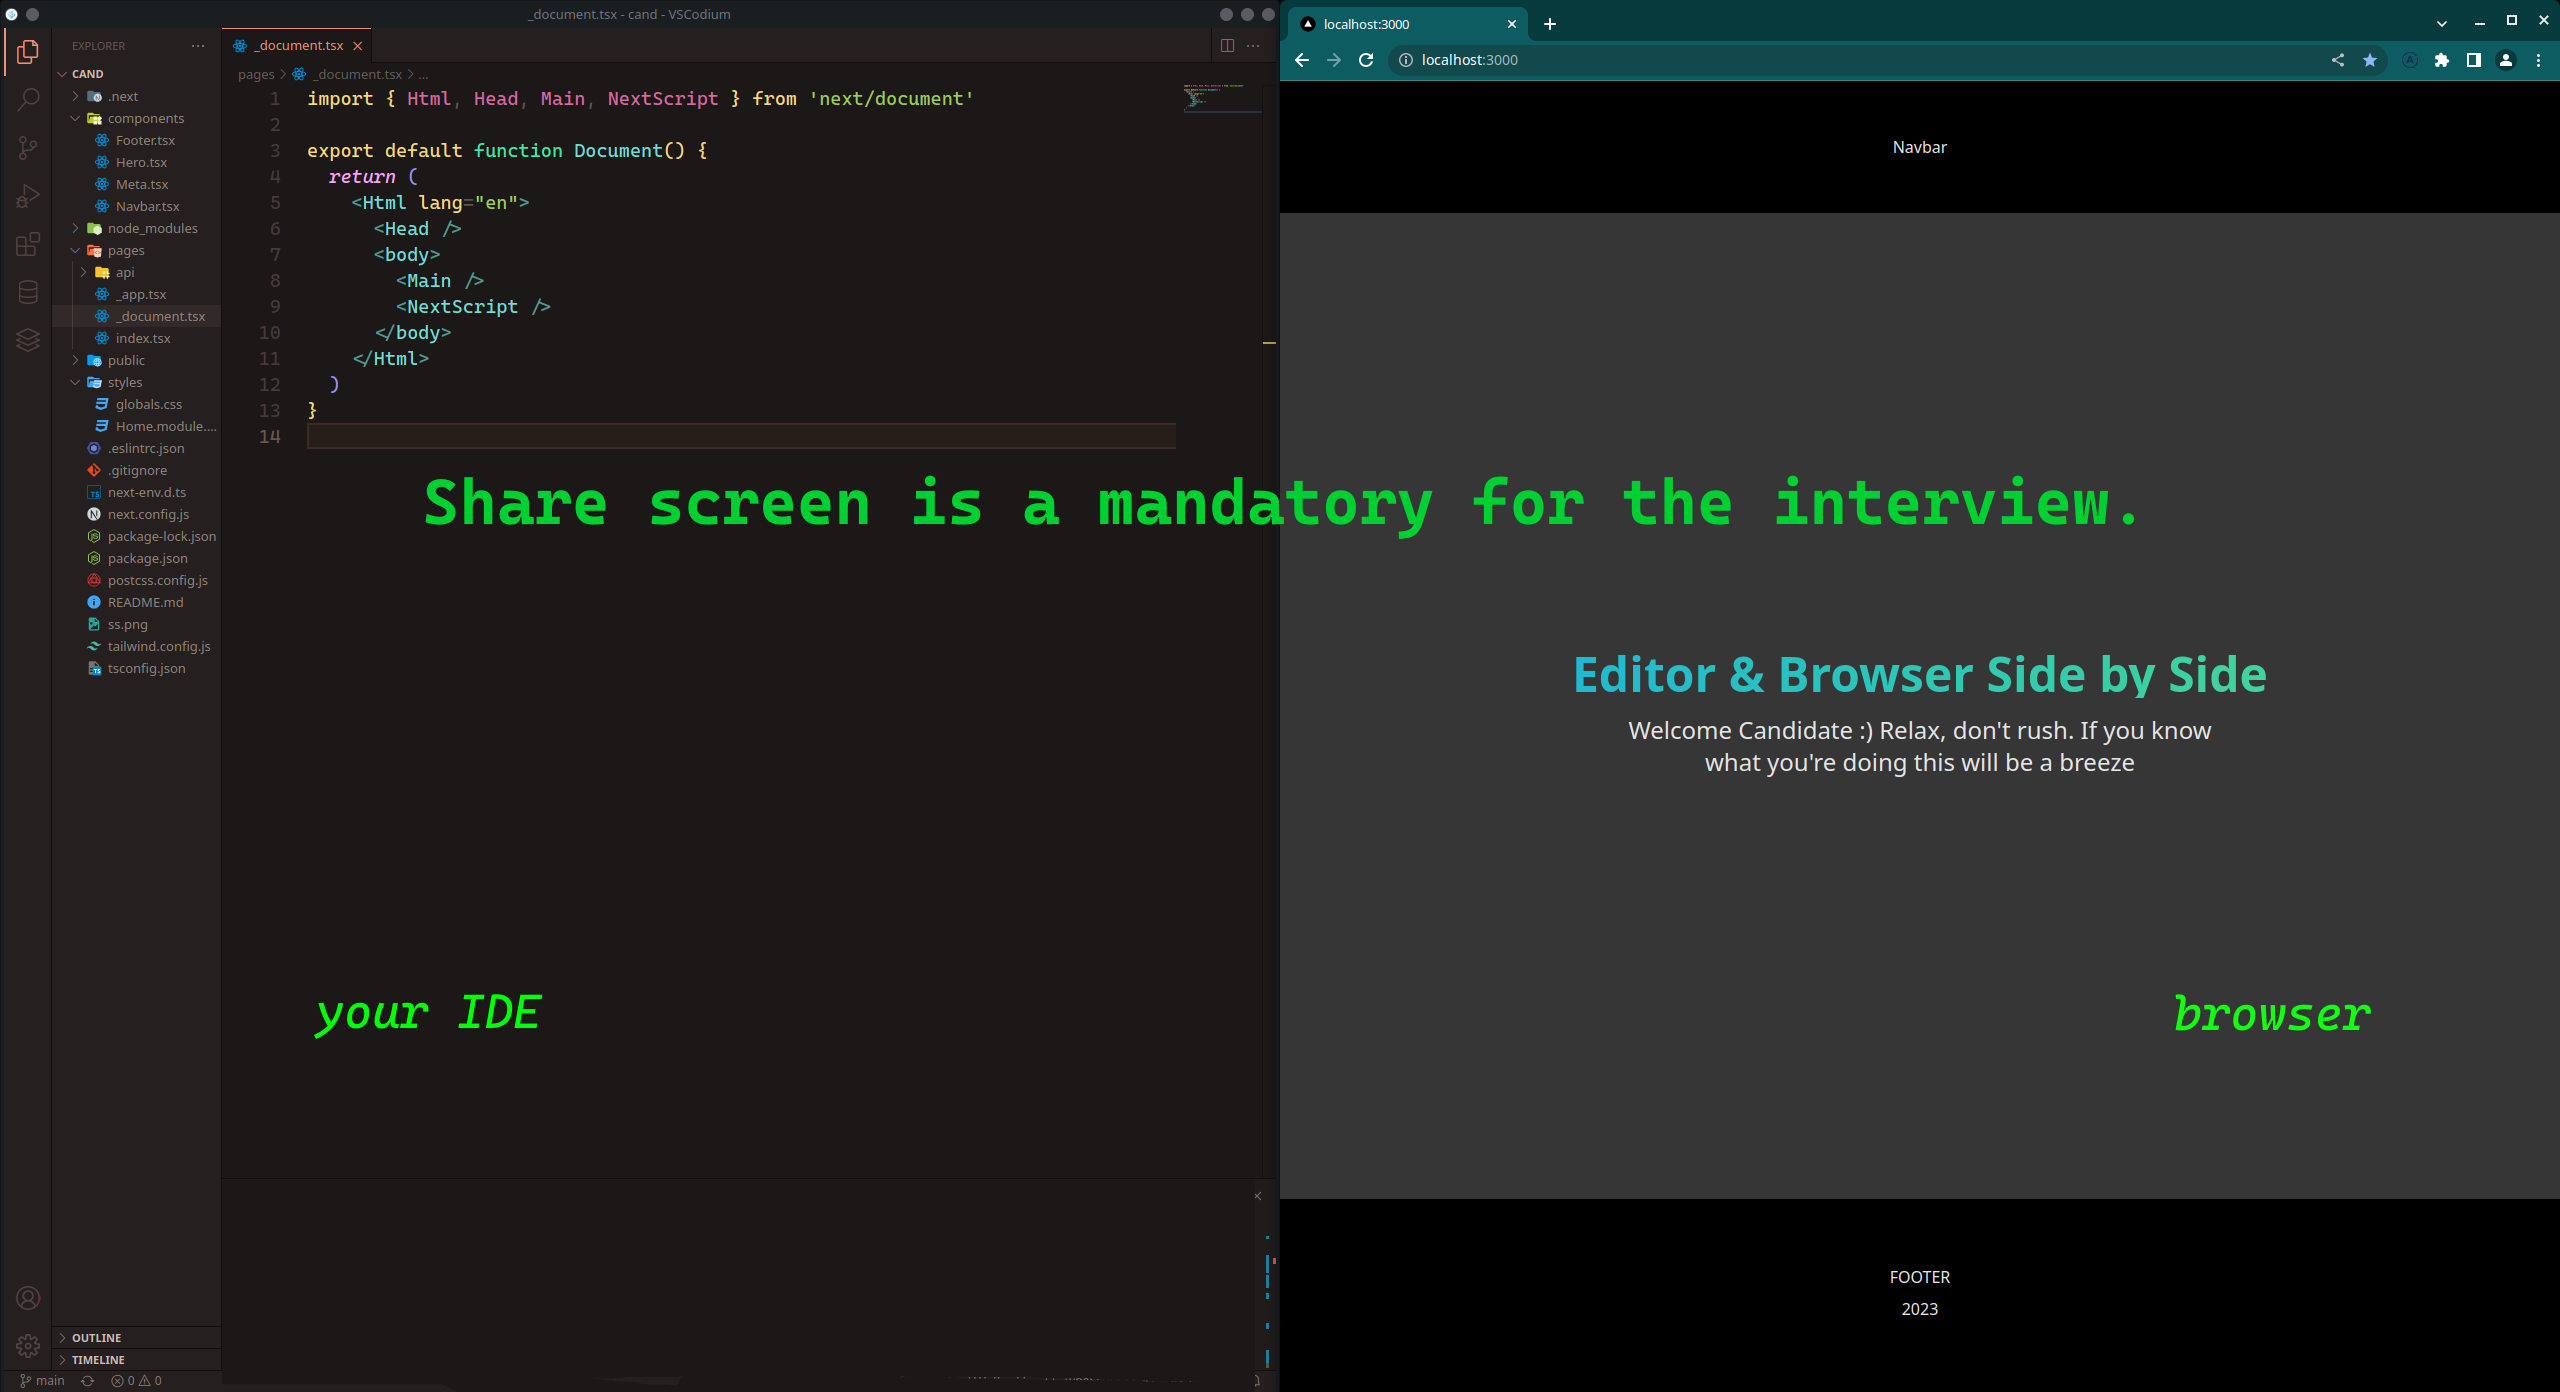 _document.tsx - cand - VSCodium
EXPLORER
CAND
.next
components
Footer.tsx
Hero.tsx
Meta.tsx
Navbar.tsx
node_modules
pages
api
_app.tsx
_document.tsx
index.tsx
public
styles
globals.css
Home.module....
.eslintrc.json
.gitignore
next-env.d.ts
next.config.js
package-lock.json
package.json
postcss.config.js
README.md
ss.png
tailwind.config.js
tsconfig.json
OUTLINE
TIMELINE
main
0
0
_document.tsx
pages > _document.tsx > ...
1 import { Html, Head, Main, NextScript } from 'next/document'
2
3 export default function Document() {
4 return (
5 <Html lang="en">
6 <Head />
7 <body>
8 <Main />
9 <NextScript />
10 </body>
11 </Html>
12 )
13 }
14
Share screen is a mandatory for the interview.
your IDE
localhost:3000
localhost:3000
Navbar
Editor & Browser Side by Side
Welcome Candidate :) Relax, don't rush. If you know
what you're doing this will be a breeze
browser
FOOTER
2023